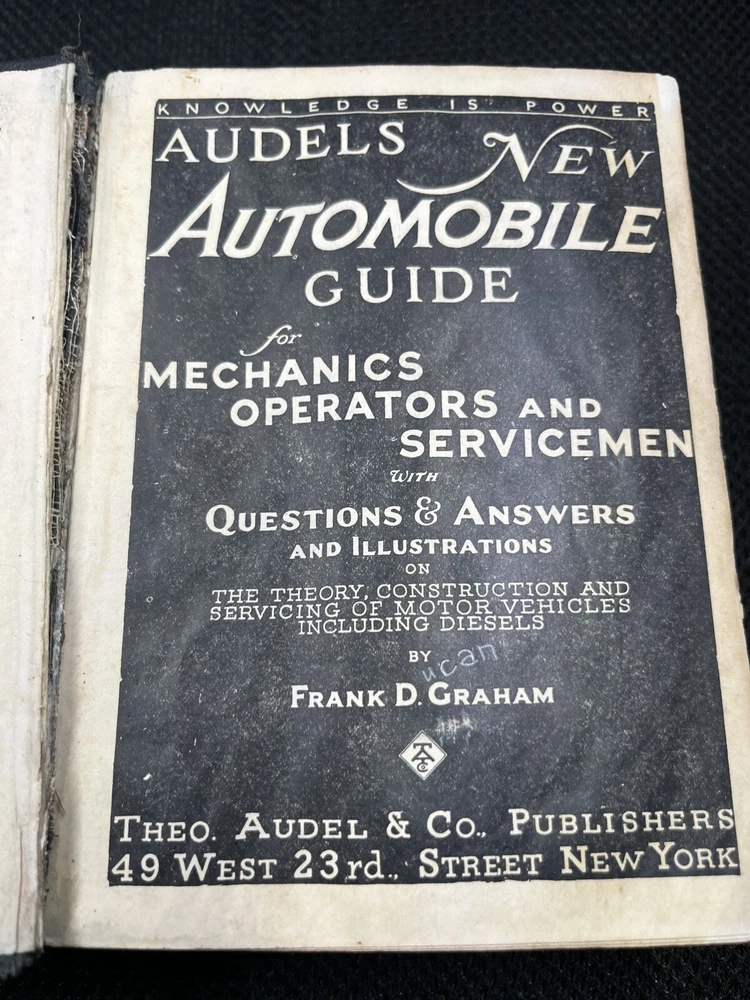 KNOWLEDGE IS POWER
AUDELS NEW
AUTOMOBILE
GUIDE
for
MECHANICS
OPERATORS AND
SERVICEMEN
WITH
QUESTIONS & ANSWERS
AND ILLUSTRATIONS
ON
THE THEORY, CONSTRUCTION AND
SERVICING OF MOTOR VEHICLES
INCLUDING DIESELS
BY
ucan
FRANK D. GRAHAM
THEO. AUDEL & CO., PUBLISHERS
49 WEST 23rd., STREET NEW YORK